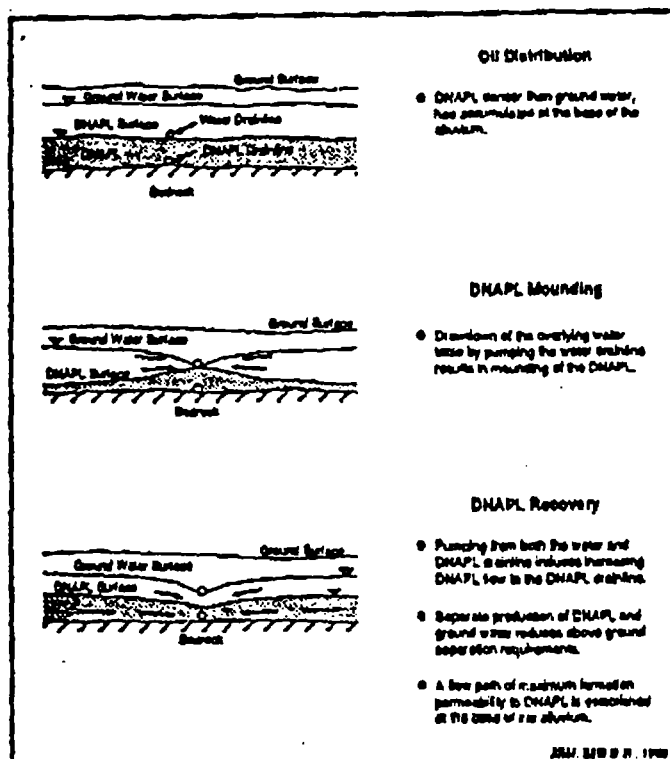 Oil Distribution
Ground Surface
Ground Water Surface
DNAPL Surface
Water Drainline
DNAPL
DNAPL Drainline
Bedrock
DNAPL denser than ground water,
has accumulated at the base of the
alluvium.
DNAPL Mounding
Ground Surface
Ground Water Surface
DNAPL Surface
Bedrock
Drawdown of the overlying water
table by pumping the water drainline
results in mounding of the DNAPL.
DNAPL Recovery
Ground Surface
Ground Water Surface
DNAPL Surface
Bedrock
Pumping from both the water and
DNAPL drainline induces increasing
DNAPL flow to the DNAPL drainline.
Separate production of DNAPL and
ground water reduces above ground
separation requirements.
A flow path of maximum formation
permeability to DNAPL is established
at the base of the alluvium.